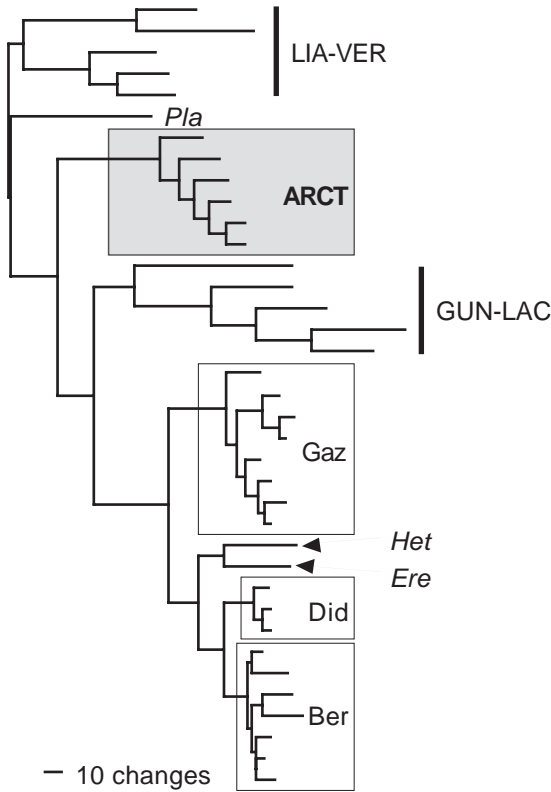 LIA-VER
Pla
ARCT
GUN-LAC
Gaz
Het
Ere
Did
Ber
10 changes